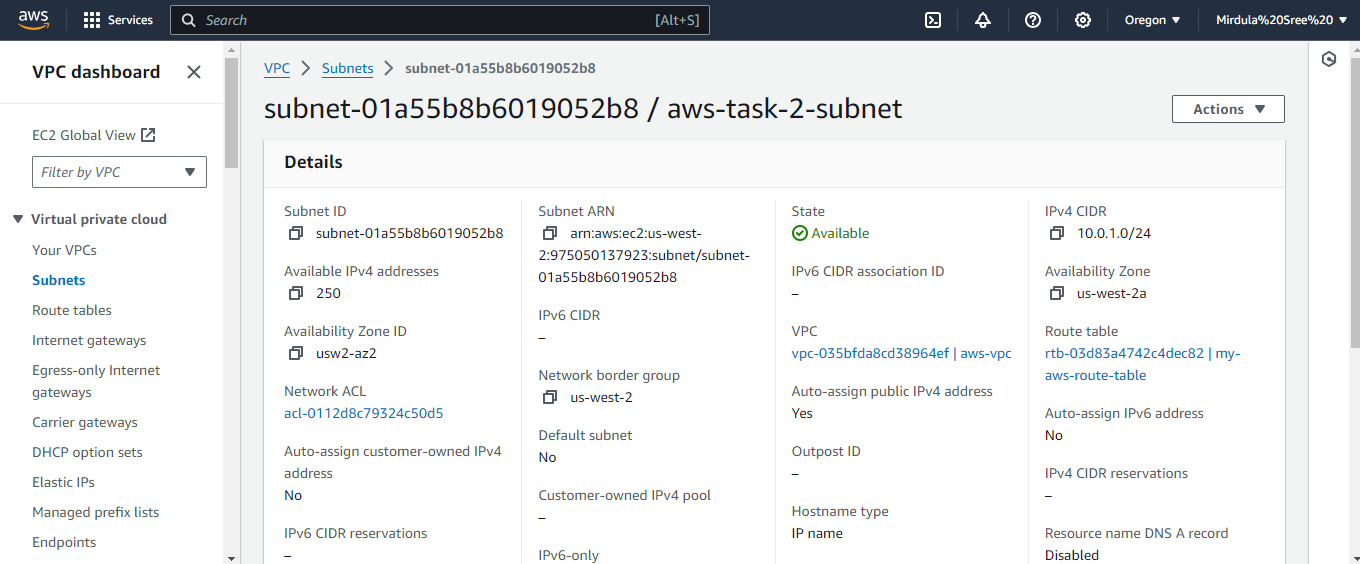 aws
Services
Search
[Alt+S]
Oregon
Mirdula%20Sree%20
VPC dashboard
EC2 Global View
Filter by VPC
Virtual private cloud
Your VPCs
Subnets
Route tables
Internet gateways
Egress-only Internet
gateways
Carrier gateways
DHCP option sets
Elastic IPs
Managed prefix lists
Endpoints
VPC
Subnets
subnet-01a55b8b6019052b8
subnet-01a55b8b6019052b8 / aws-task-2-subnet
Actions
Details
Subnet ID
subnet-01a55b8b6019052b8
Available IPv4 addresses
250
Availability Zone ID
usw2-az2
Network ACL
acl-0112d8c79324c50d5
Auto-assign customer-owned IPv4
address
No
IPv6 CIDR reservations
–
Subnet ARN
arn:aws:ec2:us-west-
2:975050137923:subnet/subnet-
01a55b8b6019052b8
IPv6 CIDR
–
Network border group
us-west-2
Default subnet
No
Customer-owned IPv4 pool
–
IPv6-only
State
Available
IPv6 CIDR association ID
–
VPC
vpc-035bfda8cd38964ef | aws-vpc
Auto-assign public IPv4 address
Yes
Outpost ID
–
Hostname type
IP name
IPv4 CIDR
10.0.1.0/24
Availability Zone
us-west-2a
Route table
rtb-03d83a4742c4dec82 | my-
aws-route-table
Auto-assign IPv6 address
No
IPv4 CIDR reservations
–
Resource name DNS A record
Disabled